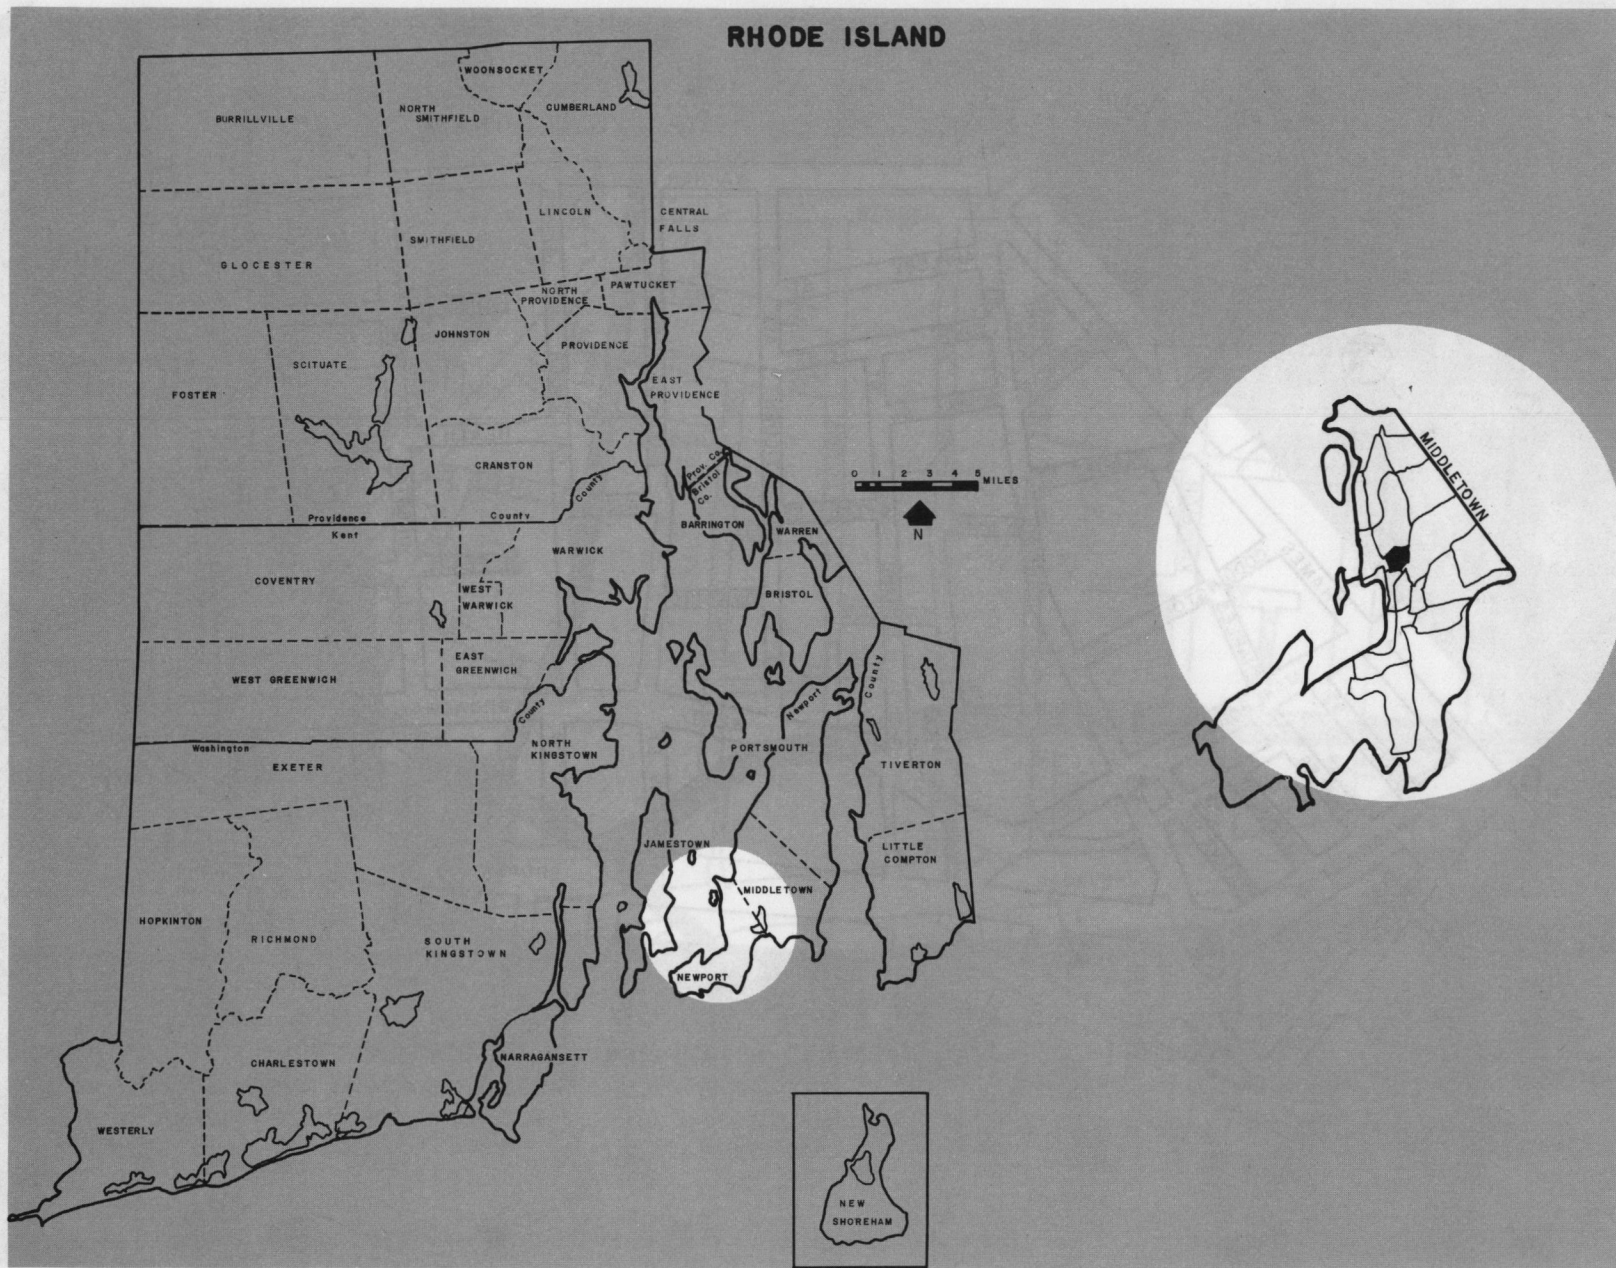 RHODE ISLAND
WOONSOCKET
BURRILLVILLE
NORTH
SMITHFIELD
CUMBERLAND
LINCOLN
CENTRAL
FALLS
SMITHFIELD
GLOCESTER
NORTH
PROVIDENCE
PAWTUCKET
JOHNSTON
PROVIDENCE
SCITUATE
FOSTER
EAST
PROVIDENCE
CRANSTON
Prov. Co.
Bristol
Co.
County
0 1 2 3 4 5
MILES
N
MIDDLETOWN
Providence
County
Kent
BARRINGTON
WARREN
WARWICK
COVENTRY
WEST
WARWICK
BRISTOL
EAST
GREENWICH
WEST GREENWICH
County
Newport
County
Washington
NORTH
KINGSTOWN
PORTSMOUTH
EXETER
TIVERTON
JAMESTOWN
LITTLE
COMPTON
MIDDLETOWN
HOPKINTON
RICHMOND
SOUTH
KINGSTOWN
NEWPORT
NARRAGANSETT
CHARLESTOWN
WESTERLY
NEW
SHOREHAM